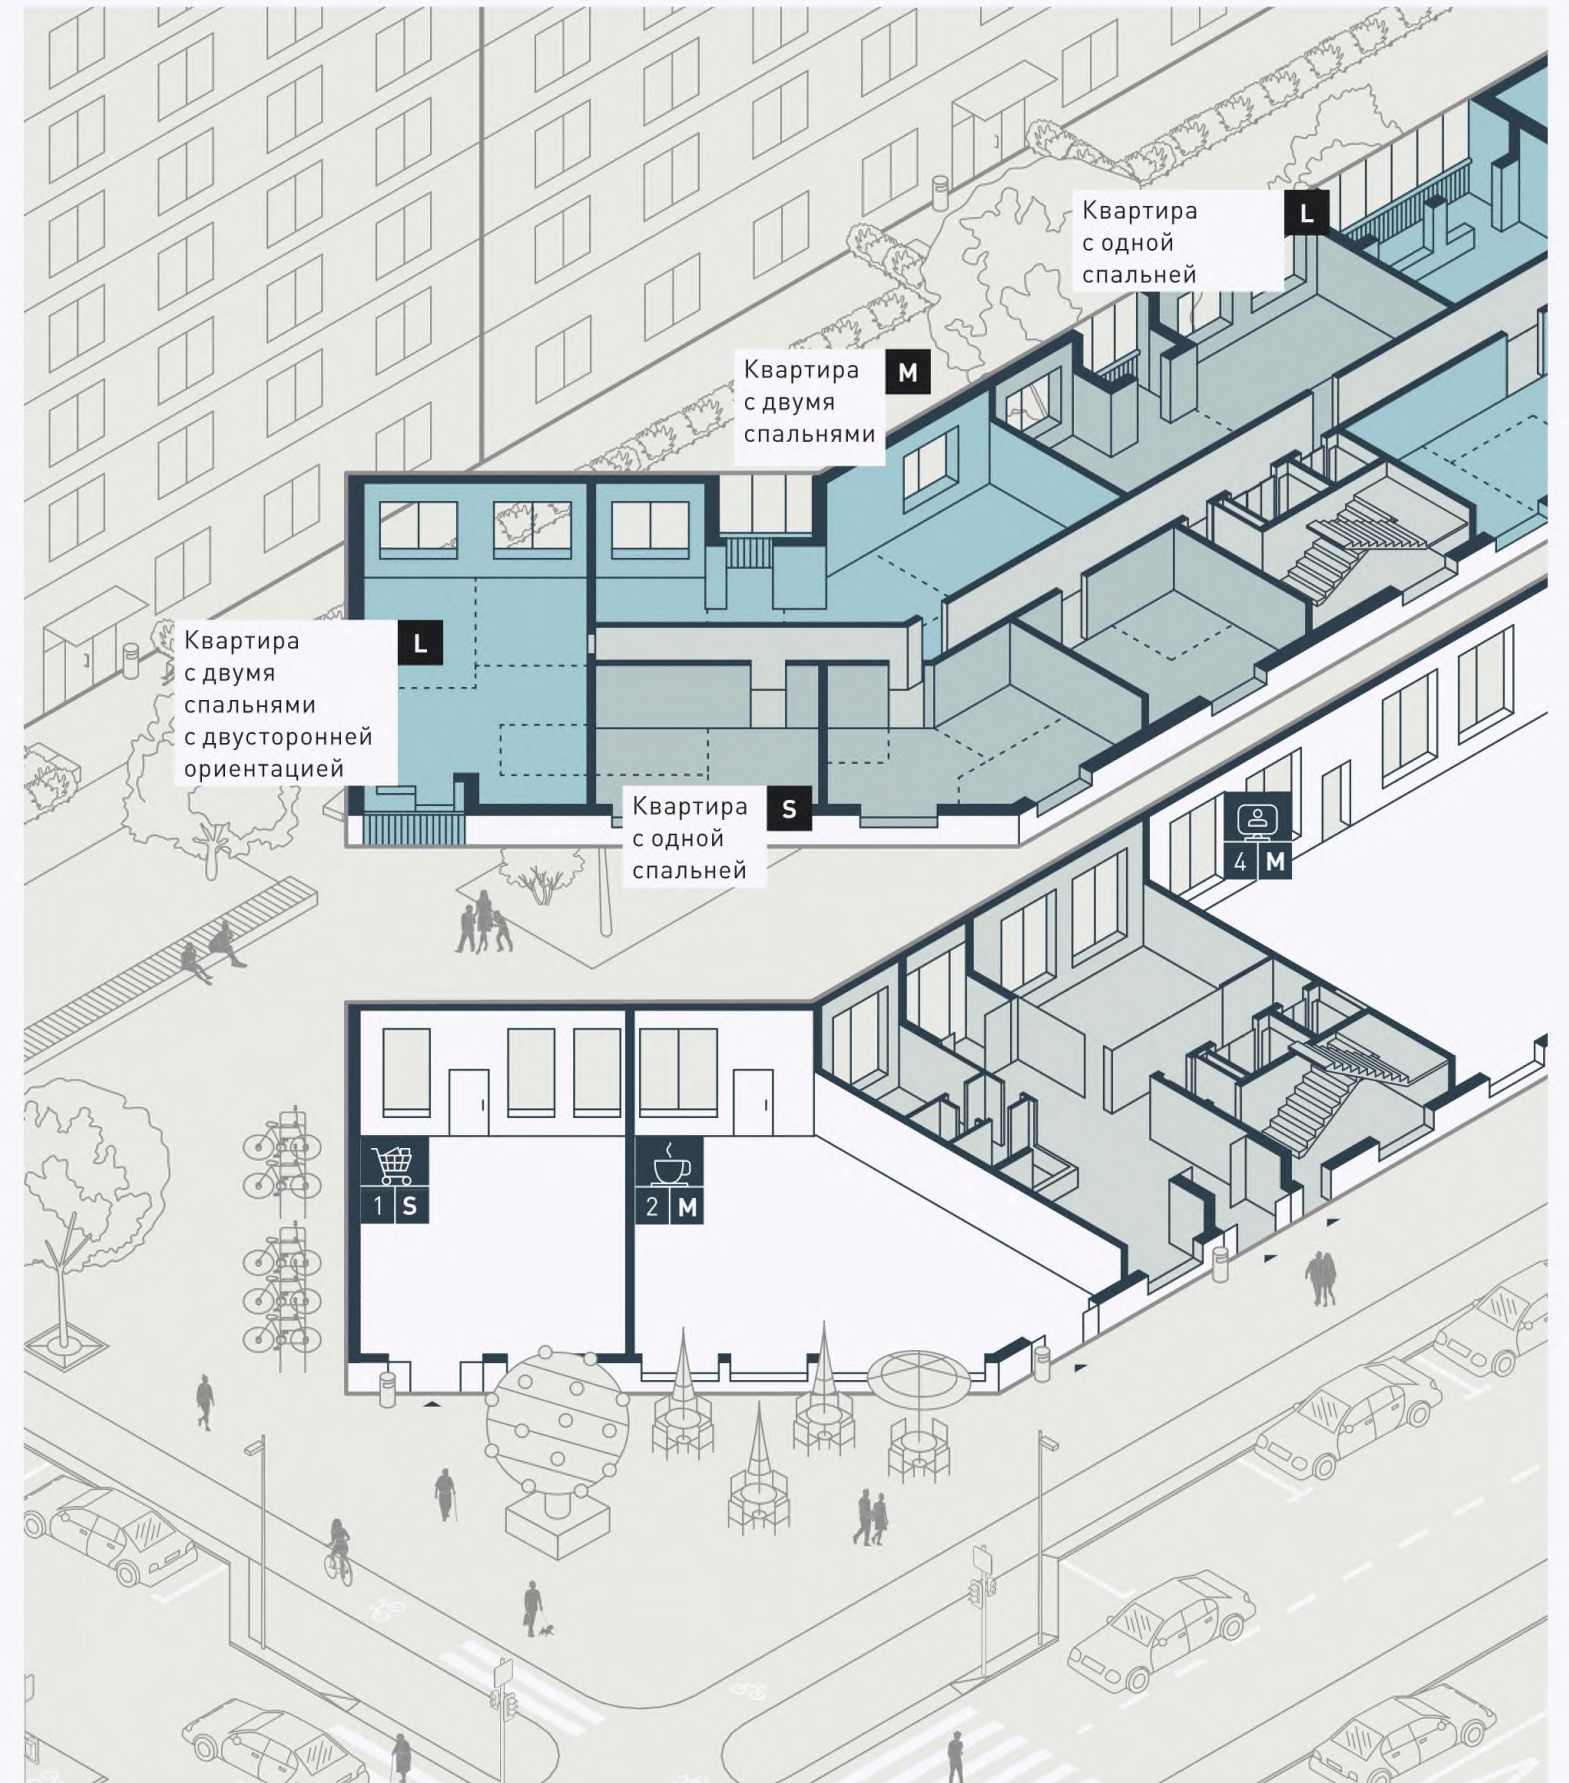 Квартира
с одной
спальней
L
Квартира
с двумя
спальнями
M
Квартира
с двумя
спальнями
с двусторонней
ориентацией
L
Квартира
с одной
спальней
S
4 M
1 S
2 M